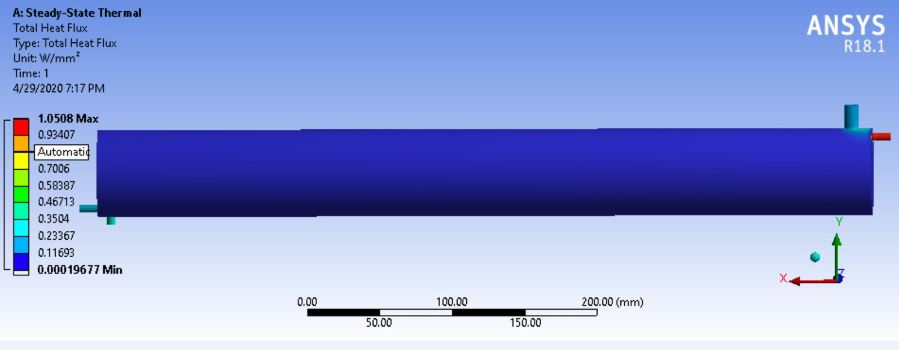 A: Steady-State Thermal
Total Heat Flux
Type: Total Heat Flux
Unit: W/mm²
Time: 1
4/29/2020 7:17 PM
ANSYS
R18.1
1.0508 Max
0.93407
Automatic
0.7006
0.58387
0.46713
0.3504
0.23367
0.11693
0.00019677 Min
Y
X
Z
0.00
100.00
200.00 (mm)
50.00
150.00